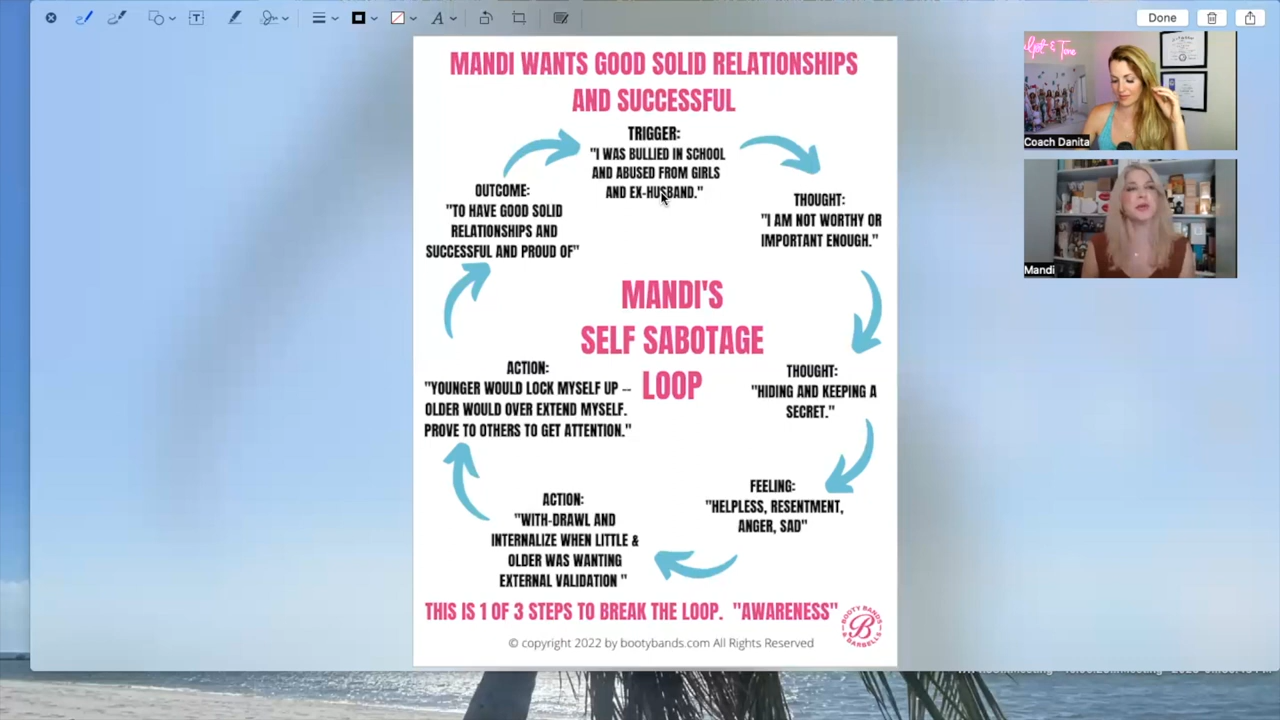 Done
MANDI WANTS GOOD SOLID RELATIONSHIPS
AND SUCCESSFUL
TRIGGER:
"I WAS BULLIED IN SCHOOL
AND ABUSED FROM GIRLS
AND EX-HUSBAND."
THOUGHT:
"I AM NOT WORTHY OR
IMPORTANT ENOUGH."
THOUGHT:
"HIDING AND KEEPING A
SECRET."
FEELING:
"HELPLESS, RESENTMENT,
ANGER, SAD"
ACTION:
"WITH-DRAWL AND
INTERNALIZE WHEN LITTLE &
OLDER WAS WANTING
EXTERNAL VALIDATION "
ACTION:
"YOUNGER WOULD LOCK MYSELF UP --
OLDER WOULD OVER EXTEND MYSELF.
PROVE TO OTHERS TO GET ATTENTION."
OUTCOME:
"TO HAVE GOOD SOLID
RELATIONSHIPS AND
SUCCESSFUL AND PROUD OF"
MANDI'S
SELF SABOTAGE
LOOP
THIS IS 1 OF 3 STEPS TO BREAK THE LOOP. "AWARENESS"
BOOTY BANDS
B
& BARBELLS
© copyright 2022 by bootybands.com All Rights Reserved
& Tone
Coach Danita
Mandi